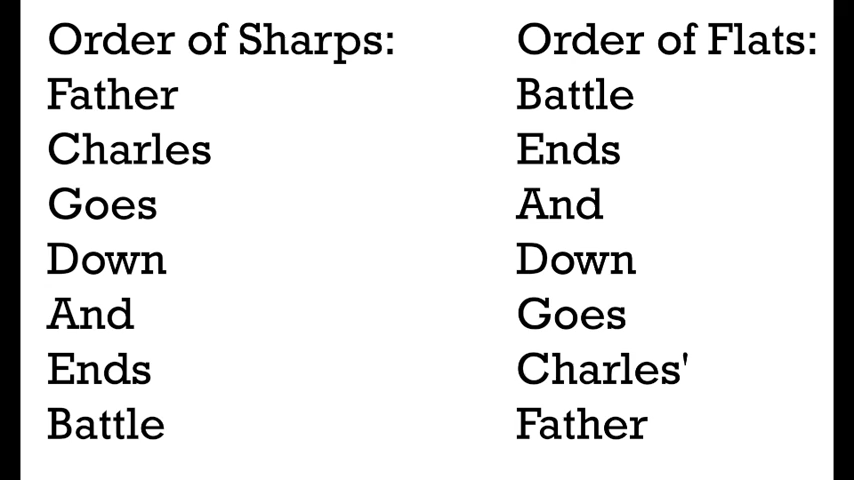 Order of Sharps:
Father
Charles
Goes
Down
And
Ends
Battle
Order of Flats:
Battle
Ends
And
Down
Goes
Charles'
Father